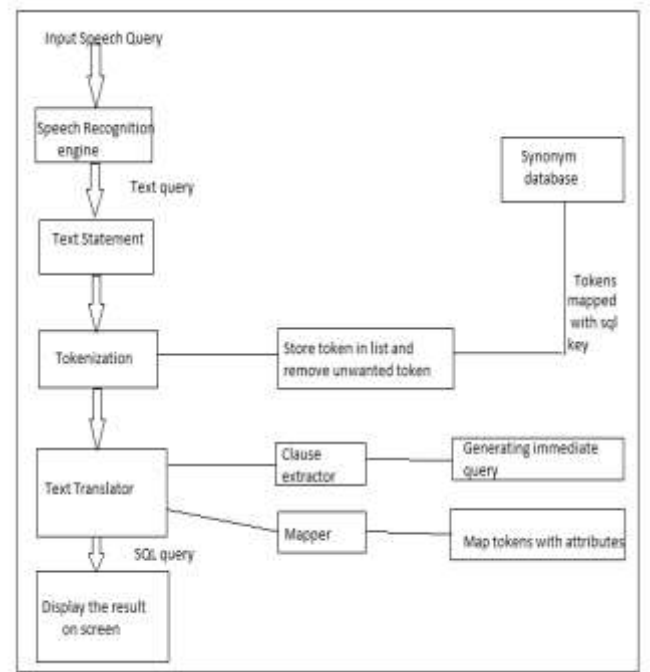 Input Speech Query
Speech Recognition
engine
Text query
Synonym
database
Text Statement
Tokens
mapped
with sql
key
Tokenization
Store token in list and
remove unwanted token
Text Translator
Clause
extractor
Generating immediate
query
Mapper
Map tokens with attributes
SQL query
Display the result
on screen